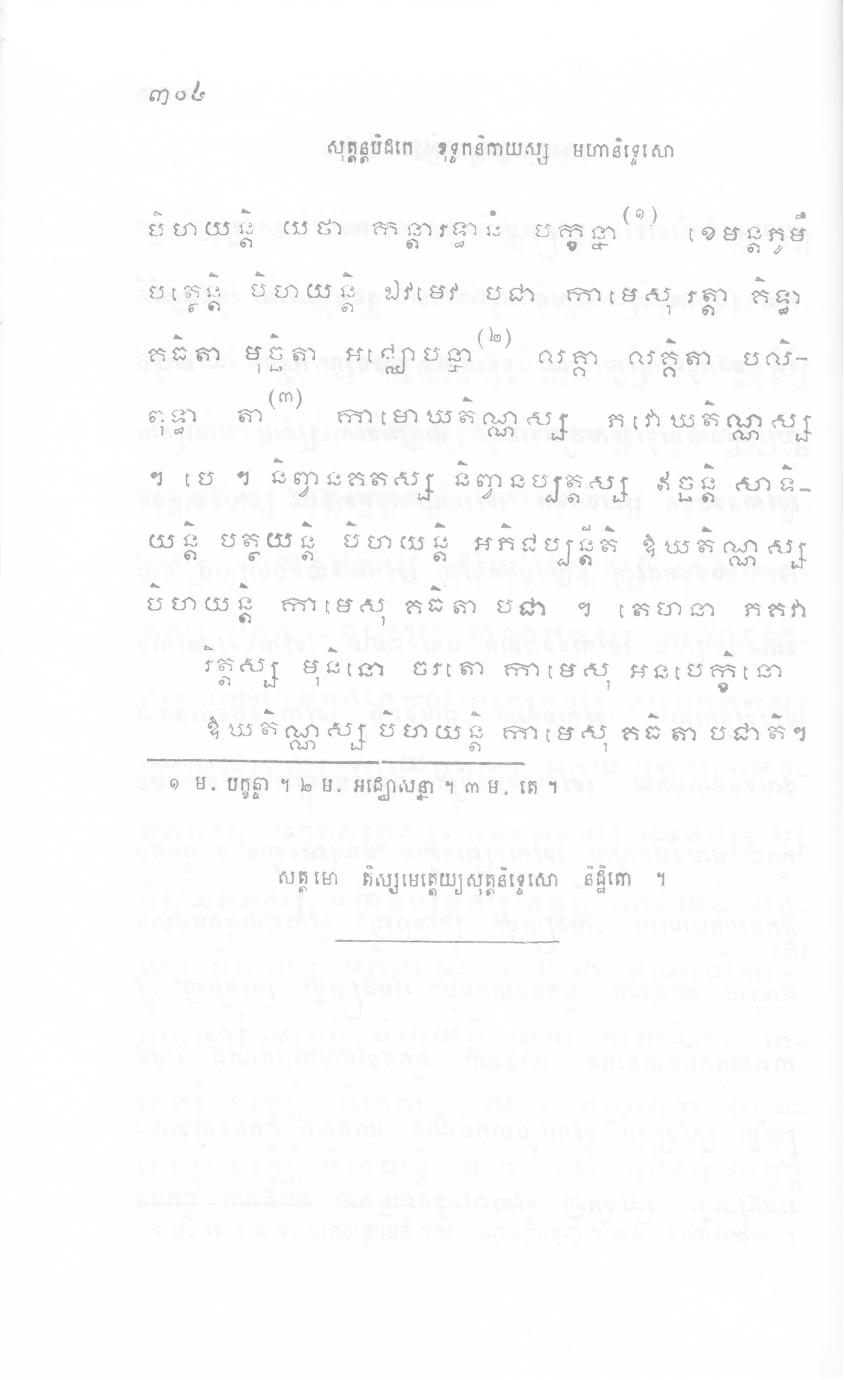 ៣០៤
សុត្តន្តបិដកេ ខុទ្ទកនិកាយស្ស មហានិទ្ទេសោ
បិហយន្តិ យថា កន្តារទ្ធានំ បក្ខន្នា (១) ខេមន្តភូមឹ
បត្ថេន្តិ បិហយន្តិ ឯវមេវ បជា កាមេសុ រត្តា គិទ្ធា
គធិតា មុច្ឆិតា អជ្ឈោបន្នា (២) លគ្គា លគ្គិតា បលិ-
ពុទ្ធា តា (៣) កាមោឃតិណ្ណស្ស ភវោឃតិណ្ណស្ស
។ បេ ។ និព្វានគតស្ស និព្វានប្បត្តស្ស ឥច្ឆន្តិ សាទិ-
យន្តិ បត្ថយន្តិ បិហយន្តិ អភិជប្បន្តីតិ ឱឃតិណ្ណស្ស
បិហយន្តិ កាមេសុ គធិតា បជា ។ តេហនា ភគវា
រិត្តស្ស មុនិនោ ចរតោ កាមេសុ អនបេក្ខិនោ
ឱឃតិណ្ណស្ស បិហយន្តិ កាមេសុ គធិតា បជាតិ។
១ ម. បក្ខន្តា ។ ២ ម. អជ្ឈោសន្នា ។ ៣ ម. តេ ។
សត្តមោ តិស្សមេត្តេយ្យសុត្តនិទ្ទេសោ និដ្ឋិតោ ។